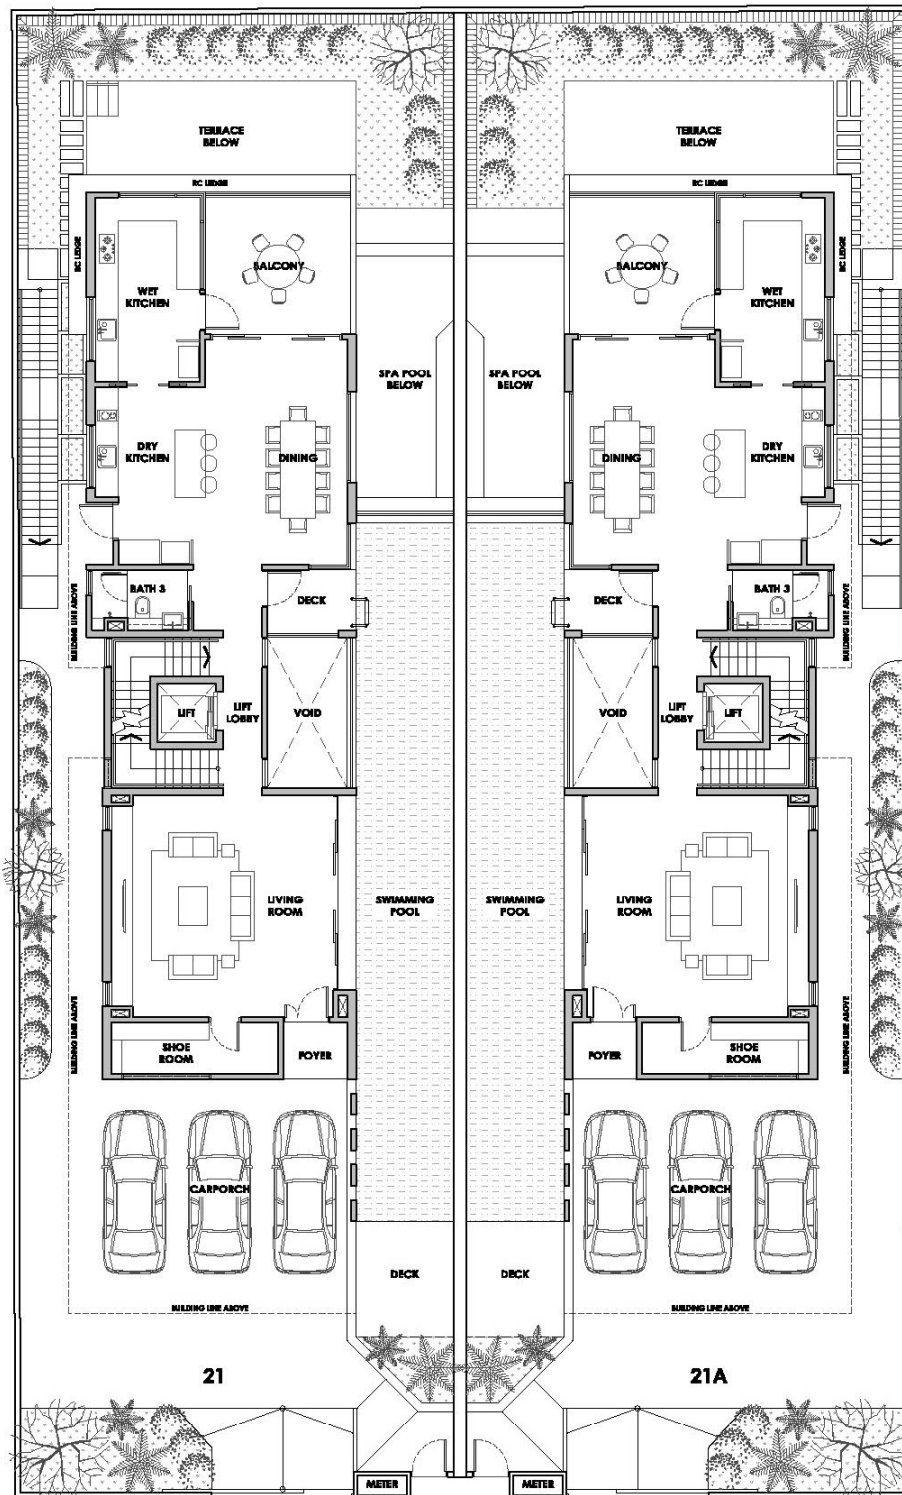 TERRACE
BELOW
TERRACE
BELOW
RC LEDGE
RC LEDGE
RC LEDGE
RC LEDGE
BALCONY
BALCONY
WET
KITCHEN
WET
KITCHEN
SPA POOL
BELOW
SPA POOL
BELOW
DRY
KITCHEN
DINING
DINING
DRY
KITCHEN
BATH 3
DECK
DECK
BATH 3
BUILDING LINE ABOVE
BUILDING LINE ABOVE
LIFT
LIFT
LOBBY
VOID
VOID
LIFT
LOBBY
LIFT
LIVING
ROOM
SWIMMING
POOL
SWIMMING
POOL
LIVING
ROOM
BUILDING LINE ABOVE
BUILDING LINE ABOVE
SHOE
ROOM
FOYER
FOYER
SHOE
ROOM
CARPORCH
CARPORCH
DECK
DECK
BUILDING LINE ABOVE
BUILDING LINE ABOVE
21
21A
METER
METER